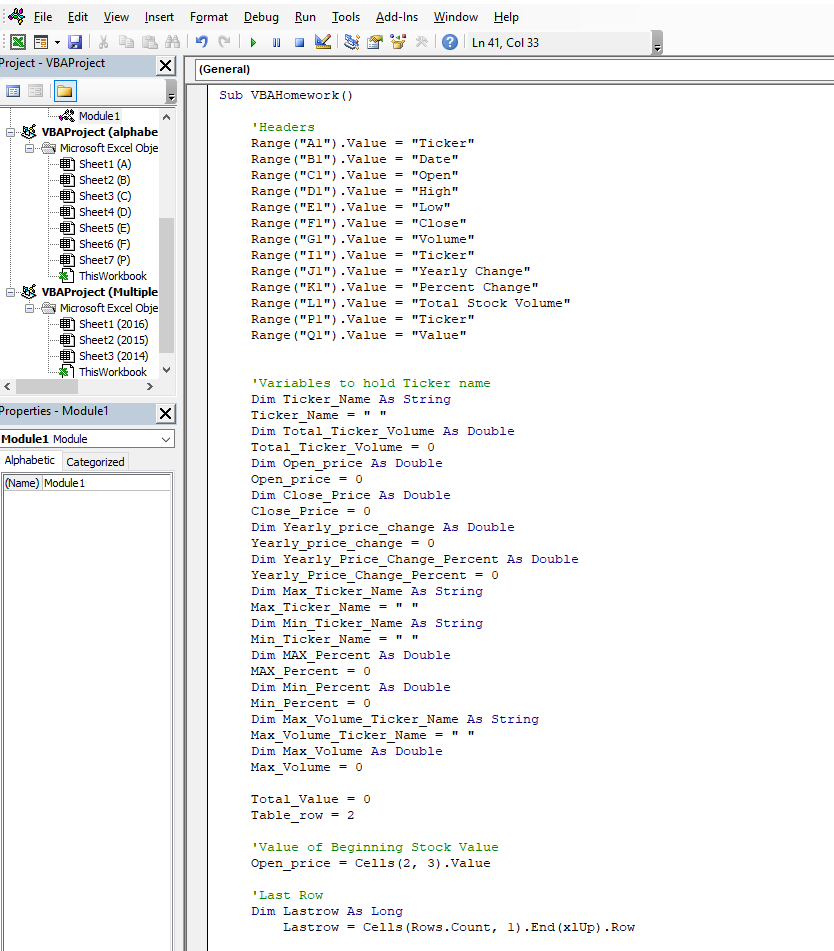 File Edit View Insert Format Debug Run Tools Add-Ins Window Help
Ln 41, Col 33
Project - VBAProject
Module1
VBAProject (alphabe
Microsoft Excel Obje
Sheet1 (A)
Sheet2 (B)
Sheet3 (C)
Sheet4 (D)
Sheet5 (E)
Sheet6 (F)
Sheet7 (P)
ThisWorkbook
VBAProject (Multiple
Microsoft Excel Obje
Sheet1 (2016)
Sheet2 (2015)
Sheet3 (2014)
ThisWorkbook
Properties - Module1
Module1 Module
Alphabetic Categorized
(Name) Module1
(General)
Sub VBAHomework()
'Headers
Range("A1").Value = "Ticker"
Range("B1").Value = "Date"
Range("C1").Value = "Open"
Range("D1").Value = "High"
Range("E1").Value = "Low"
Range("F1").Value = "Close"
Range("G1").Value = "Volume"
Range("I1").Value = "Ticker"
Range("J1").Value = "Yearly Change"
Range("K1").Value = "Percent Change"
Range("L1").Value = "Total Stock Volume"
Range("P1").Value = "Ticker"
Range("Q1").Value = "Value"
'Variables to hold Ticker name
Dim Ticker_Name As String
Ticker_Name = " "
Dim Total_Ticker_Volume As Double
Total_Ticker_Volume = 0
Dim Open_price As Double
Open_price = 0
Dim Close_Price As Double
Close_Price = 0
Dim Yearly_price_change As Double
Yearly_price_change = 0
Dim Yearly_Price_Change_Percent As Double
Yearly_Price_Change_Percent = 0
Dim Max_Ticker_Name As String
Max_Ticker_Name = " "
Dim Min_Ticker_Name As String
Min_Ticker_Name = " "
Dim MAX_Percent As Double
MAX_Percent = 0
Dim Min_Percent As Double
Min_Percent = 0
Dim Max_Volume_Ticker_Name As String
Max_Volume_Ticker_Name = " "
Dim Max_Volume As Double
Max_Volume = 0
Total_Value = 0
Table_row = 2
'Value of Beginning Stock Value
Open_price = Cells(2, 3).Value
'Last Row
Dim Lastrow As Long
Lastrow = Cells(Rows.Count, 1).End(xlUp).Row